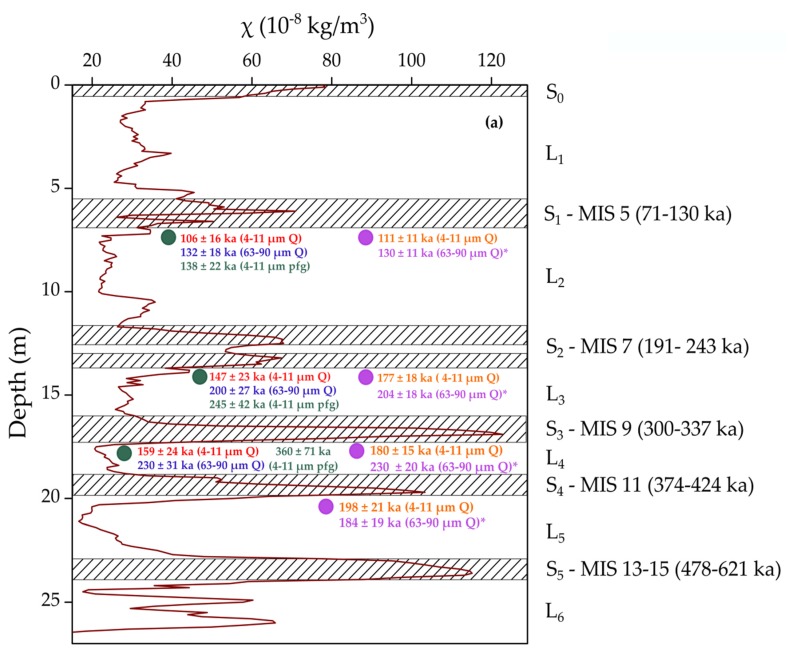 χ (10⁻⁸ kg/m³)
20 40 60 80 100 120
0
S₀
(a)
L₁
5
S₁ - MIS 5 (71-130 ka)
106 ± 16 ka (4-11 μm Q)
132 ± 18 ka (63-90 μm Q)
138 ± 22 ka (4-11 μm pfg)
111 ± 11 ka (4-11 μm Q)
130 ± 11 ka (63-90 μm Q)*
L₂
10
S₂ - MIS 7 (191- 243 ka)
Depth (m)
147 ± 23 ka (4-11 μm Q)
200 ± 27 ka (63-90 μm Q)
245 ± 42 ka (4-11 μm pfg)
177 ± 18 ka ( 4-11 μm Q)
204 ± 18 ka (63-90 μm Q)*
15
L₃
S₃ - MIS 9 (300-337 ka)
159 ± 24 ka (4-11 μm Q)
230 ± 31 ka (63-90 μm Q)
360 ± 71 ka
(4-11 μm pfg)
180 ± 15 ka (4-11 μm Q)
230 ± 20 ka (63-90 μm Q)*
L₄
S₄ - MIS 11 (374-424 ka)
20
198 ± 21 ka (4-11 μm Q)
184 ± 19 ka (63-90 μm Q)*
L₅
S₅ - MIS 13-15 (478-621 ka)
25
L₆